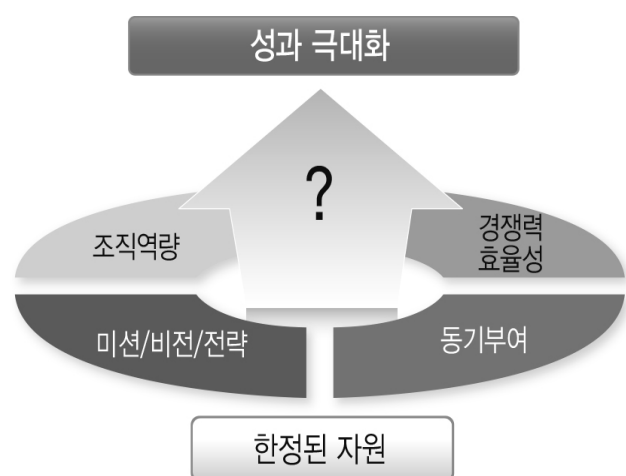 성과 극대화
?
조직역량
경쟁력
효율성
미션/비전/전략
동기부여
한정된 자원